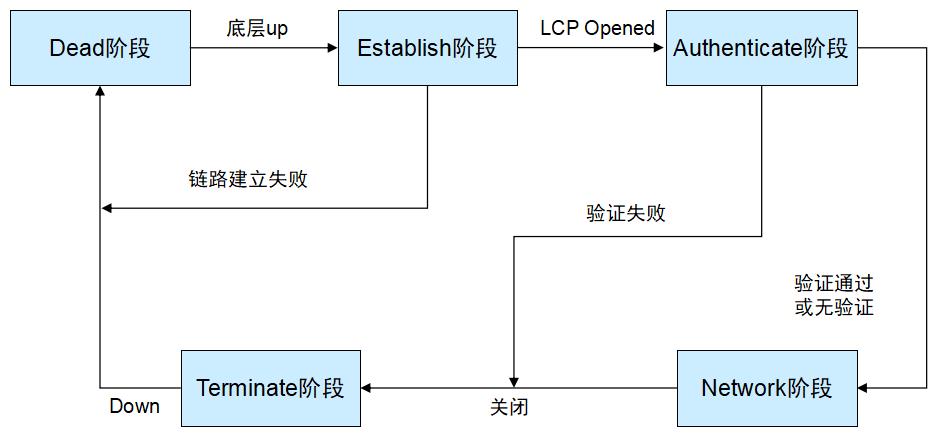 Dead阶段
底层up
Establish阶段
LCP Opened
Authenticate阶段
链路建立失败
验证失败
验证通过
或无验证
Terminate阶段
Network阶段
Down
关闭